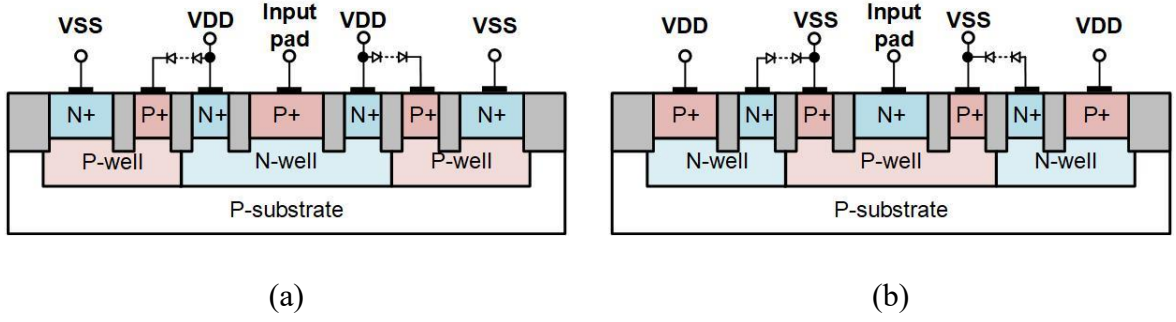 VSS VDD Input pad VDD VSS
N+ P+ N+ P+ N+ P+ N+
P-well N-well P-well
P-substrate
(a)
VDD VSS Input pad VSS VDD
P+ N+ P+ N+ P+ N+ P+
N-well P-well N-well
P-substrate
(b)